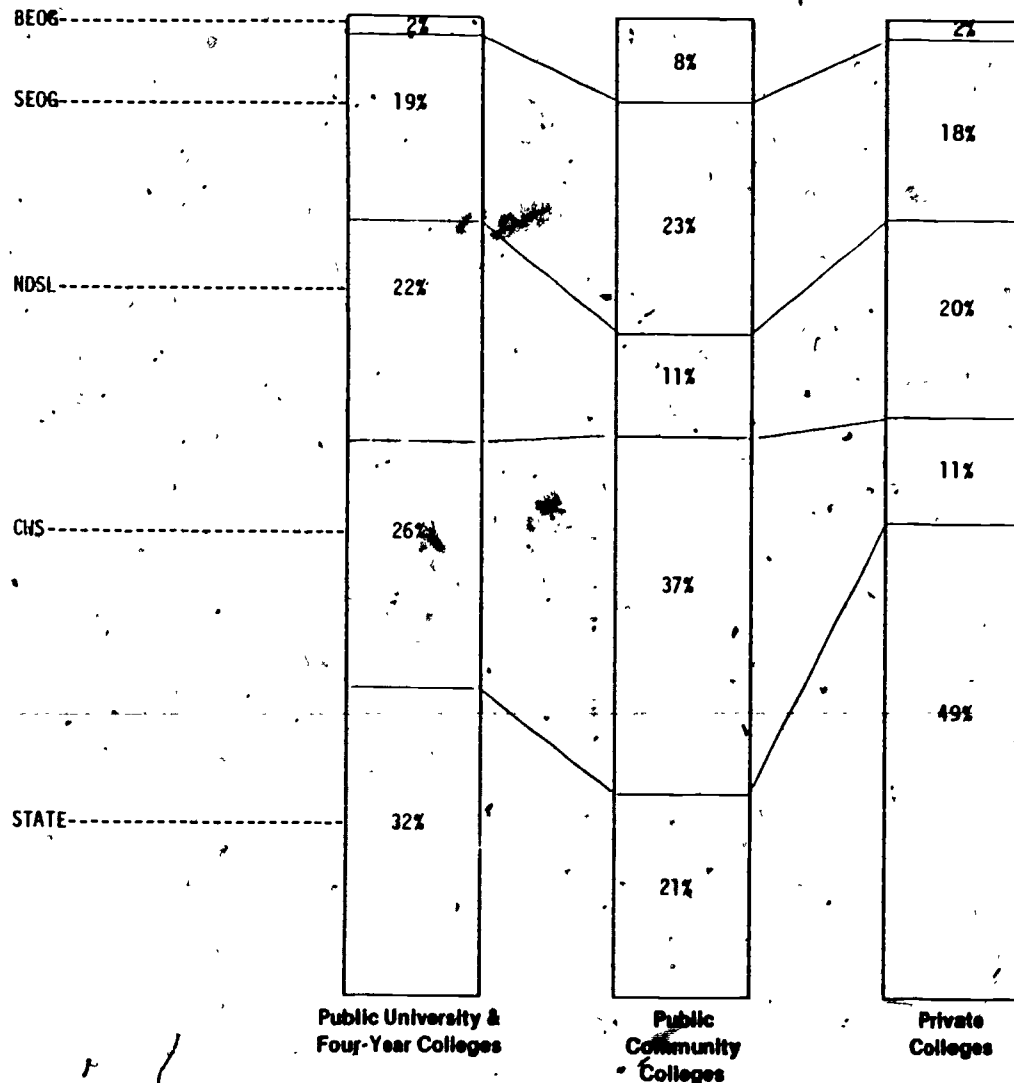 BEOG
2%
8%
2%
SEOG
19%
23%
18%
NDSL
22%
11%
20%
CWS
26%
37%
11%
STATE
32%
21%
49%
Public University &
Four-Year Colleges
Public
Community
Colleges
Private
Colleges